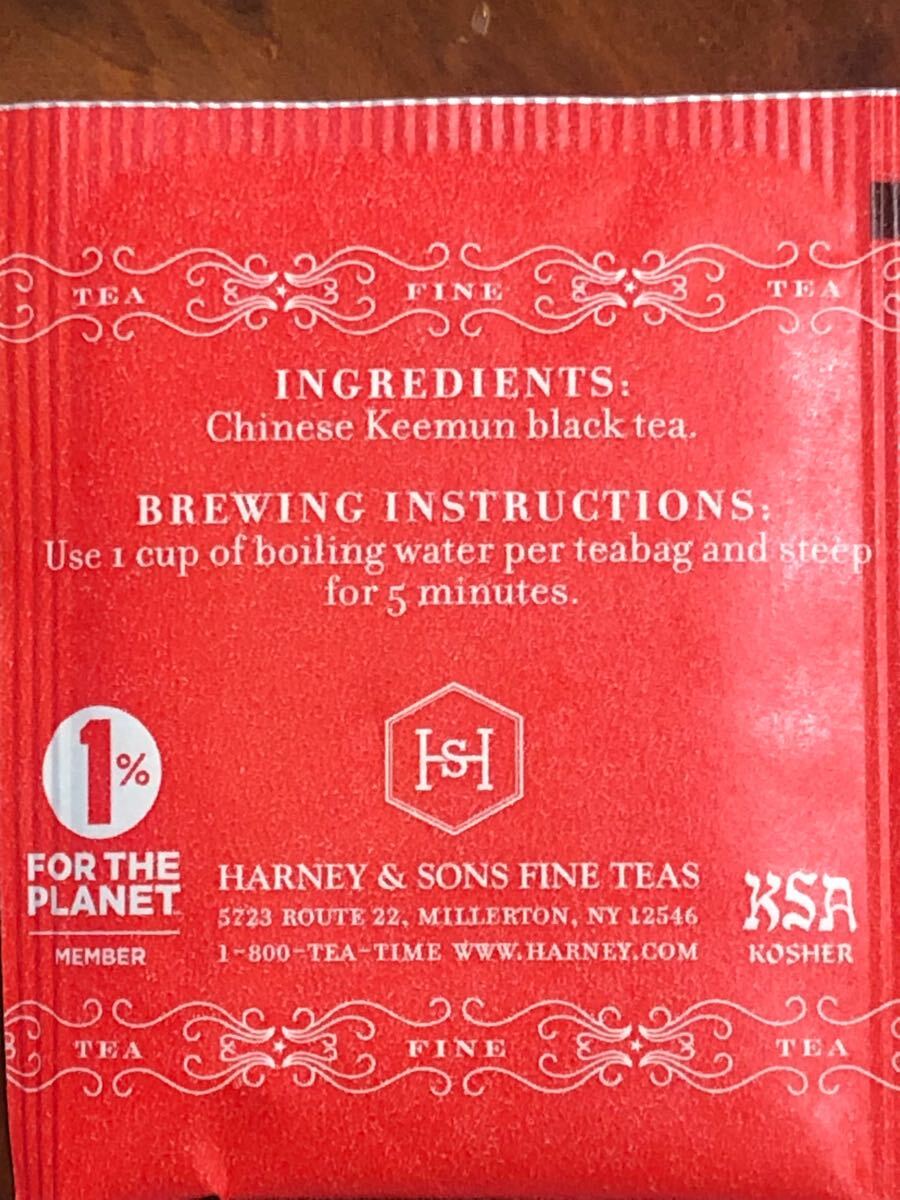 TEA FINE TEA
INGREDIENTS:
Chinese Keemun black tea.
BREWING INSTRUCTIONS:
Use 1 cup of boiling water per teabag and steep
for 5 minutes.
HSH
1%
FOR THE
PLANET
MEMBER
HARNEY & SONS FINE TEAS
5723 ROUTE 22, MILLERTON, NY 12546
1-800-TEA-TIME WWW.HARNEY.COM
KSA
KOSHER
TEA FINE TEA